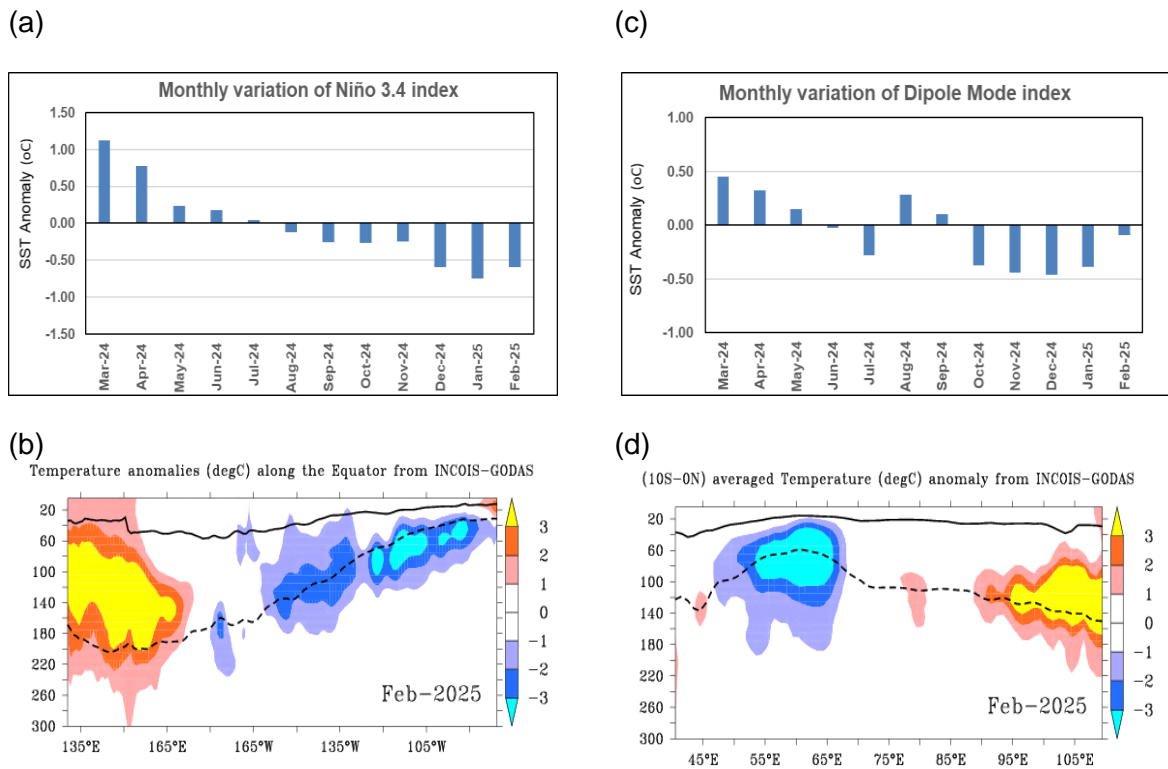 (a)
Monthly variation of Niño 3.4 index
SST Anomaly (oC)
1.50
1.00
0.50
0.00
-0.50
-1.00
-1.50
Mar-24
Apr-24
May-24
Jun-24
Jul-24
Aug-24
Sep-24
Oct-24
Nov-24
Dec-24
Jan-25
Feb-25
(c)
Monthly variation of Dipole Mode index
SST Anomaly (oC)
1.00
0.50
0.00
-0.50
-1.00
Mar-24
Apr-24
May-24
Jun-24
Jul-24
Aug-24
Sep-24
Oct-24
Nov-24
Dec-24
Jan-25
Feb-25
(b)
Temperature anomalies (degC) along the Equator from INCOIS-GODAS
20
60
100
140
180
220
260
300
135°E 165°E 165°W 135°W 105°W
Feb-2025
3
2
1
0
-1
-2
-3
(d)
(10S-0N) averaged Temperature (degC) anomaly from INCOIS-GODAS
20
60
100
140
180
220
260
300
45°E 55°E 65°E 75°E 85°E 95°E 105°E
Feb-2025
3
2
1
0
-1
-2
-3